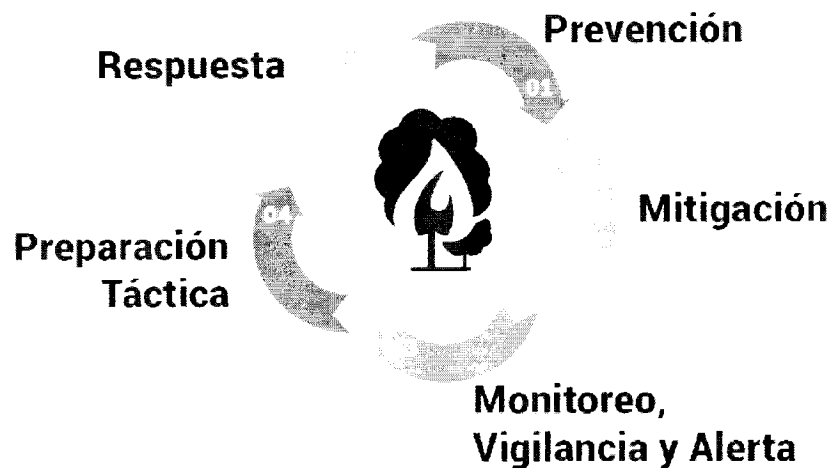 Prevención
01
Mitigación
Monitoreo,
Vigilancia y Alerta
Preparación
Táctica
04
Respuesta